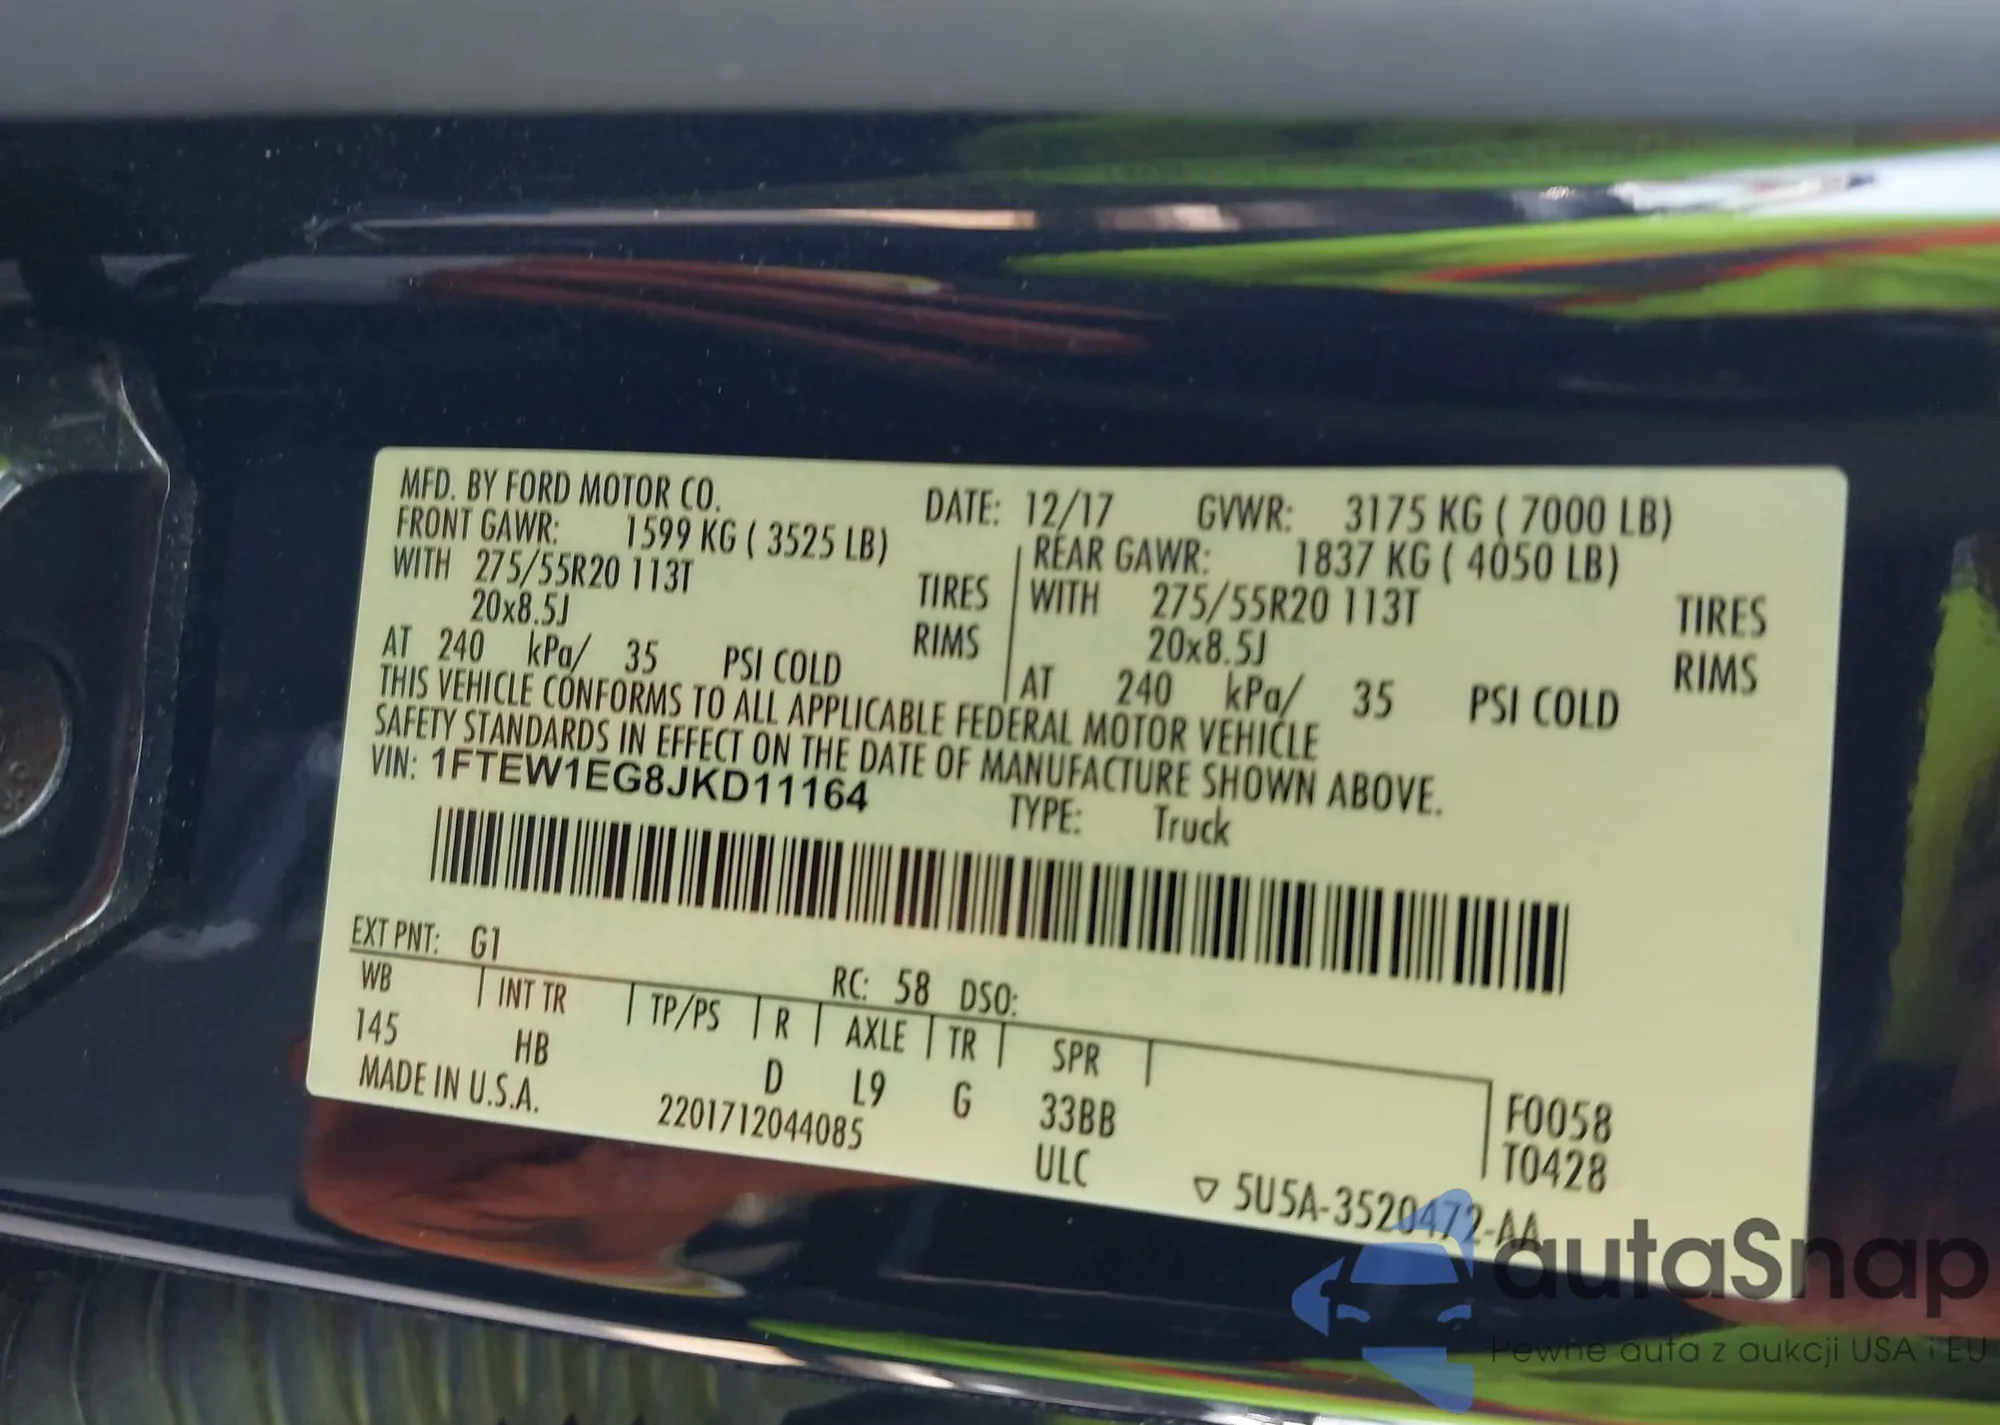 MFD. BY FORD MOTOR CO. DATE: 12/17 GVWR: 3175 KG ( 7000 LB)
FRONT GAWR: 1599 KG ( 3525 LB) REAR GAWR: 1837 KG ( 4050 LB)
WITH 275/55R20 113T TIRES WITH 275/55R20 113T TIRES
20x8.5J RIMS 20x8.5J RIMS
AT 240 kPa/ 35 PSI COLD AT 240 kPa/ 35 PSI COLD
THIS VEHICLE CONFORMS TO ALL APPLICABLE FEDERAL MOTOR VEHICLE
SAFETY STANDARDS IN EFFECT ON THE DATE OF MANUFACTURE SHOWN ABOVE.
VIN: 1FTEW1EG8JKD11164 TYPE: Truck
EXT PNT: G1 RC: 58 DSO:
WB INT TR TP/PS R AXLE TR SPR
145 HB D L9 G 33BB F0058
MADE IN U.S.A. 2201712044085 ULC T0428
▽ 5U5A-3520472-AA
autaSnap
Pewne auta z aukcji USA i EU